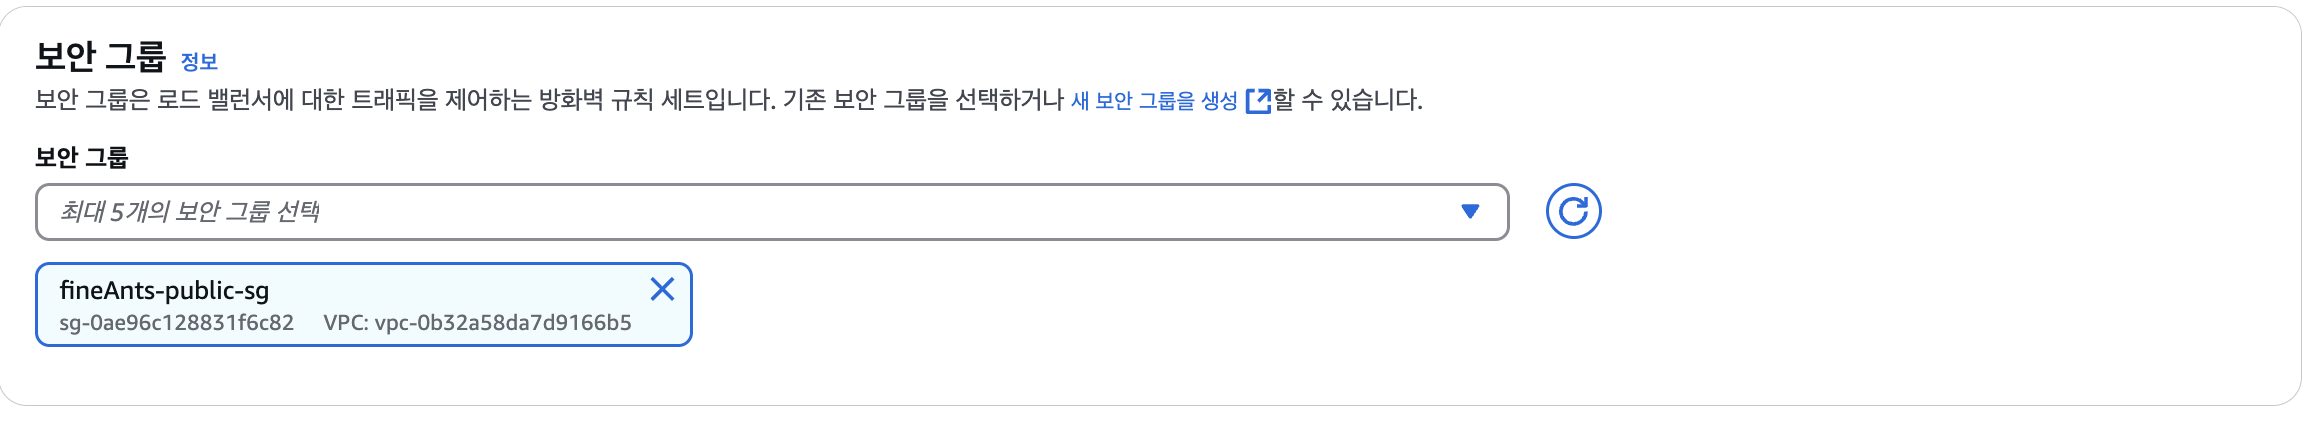 보안 그룹 정보
보안 그룹은 로드 밸런서에 대한 트래픽을 제어하는 방화벽 규칙 세트입니다. 기존 보안 그룹을 선택하거나 새 보안 그룹을 생성할 수 있습니다.
보안 그룹
최대 5개의 보안 그룹 선택
fineAnts-public-sg
sg-0ae96c128831f6c82 VPC: vpc-0b32a58da7d9166b5